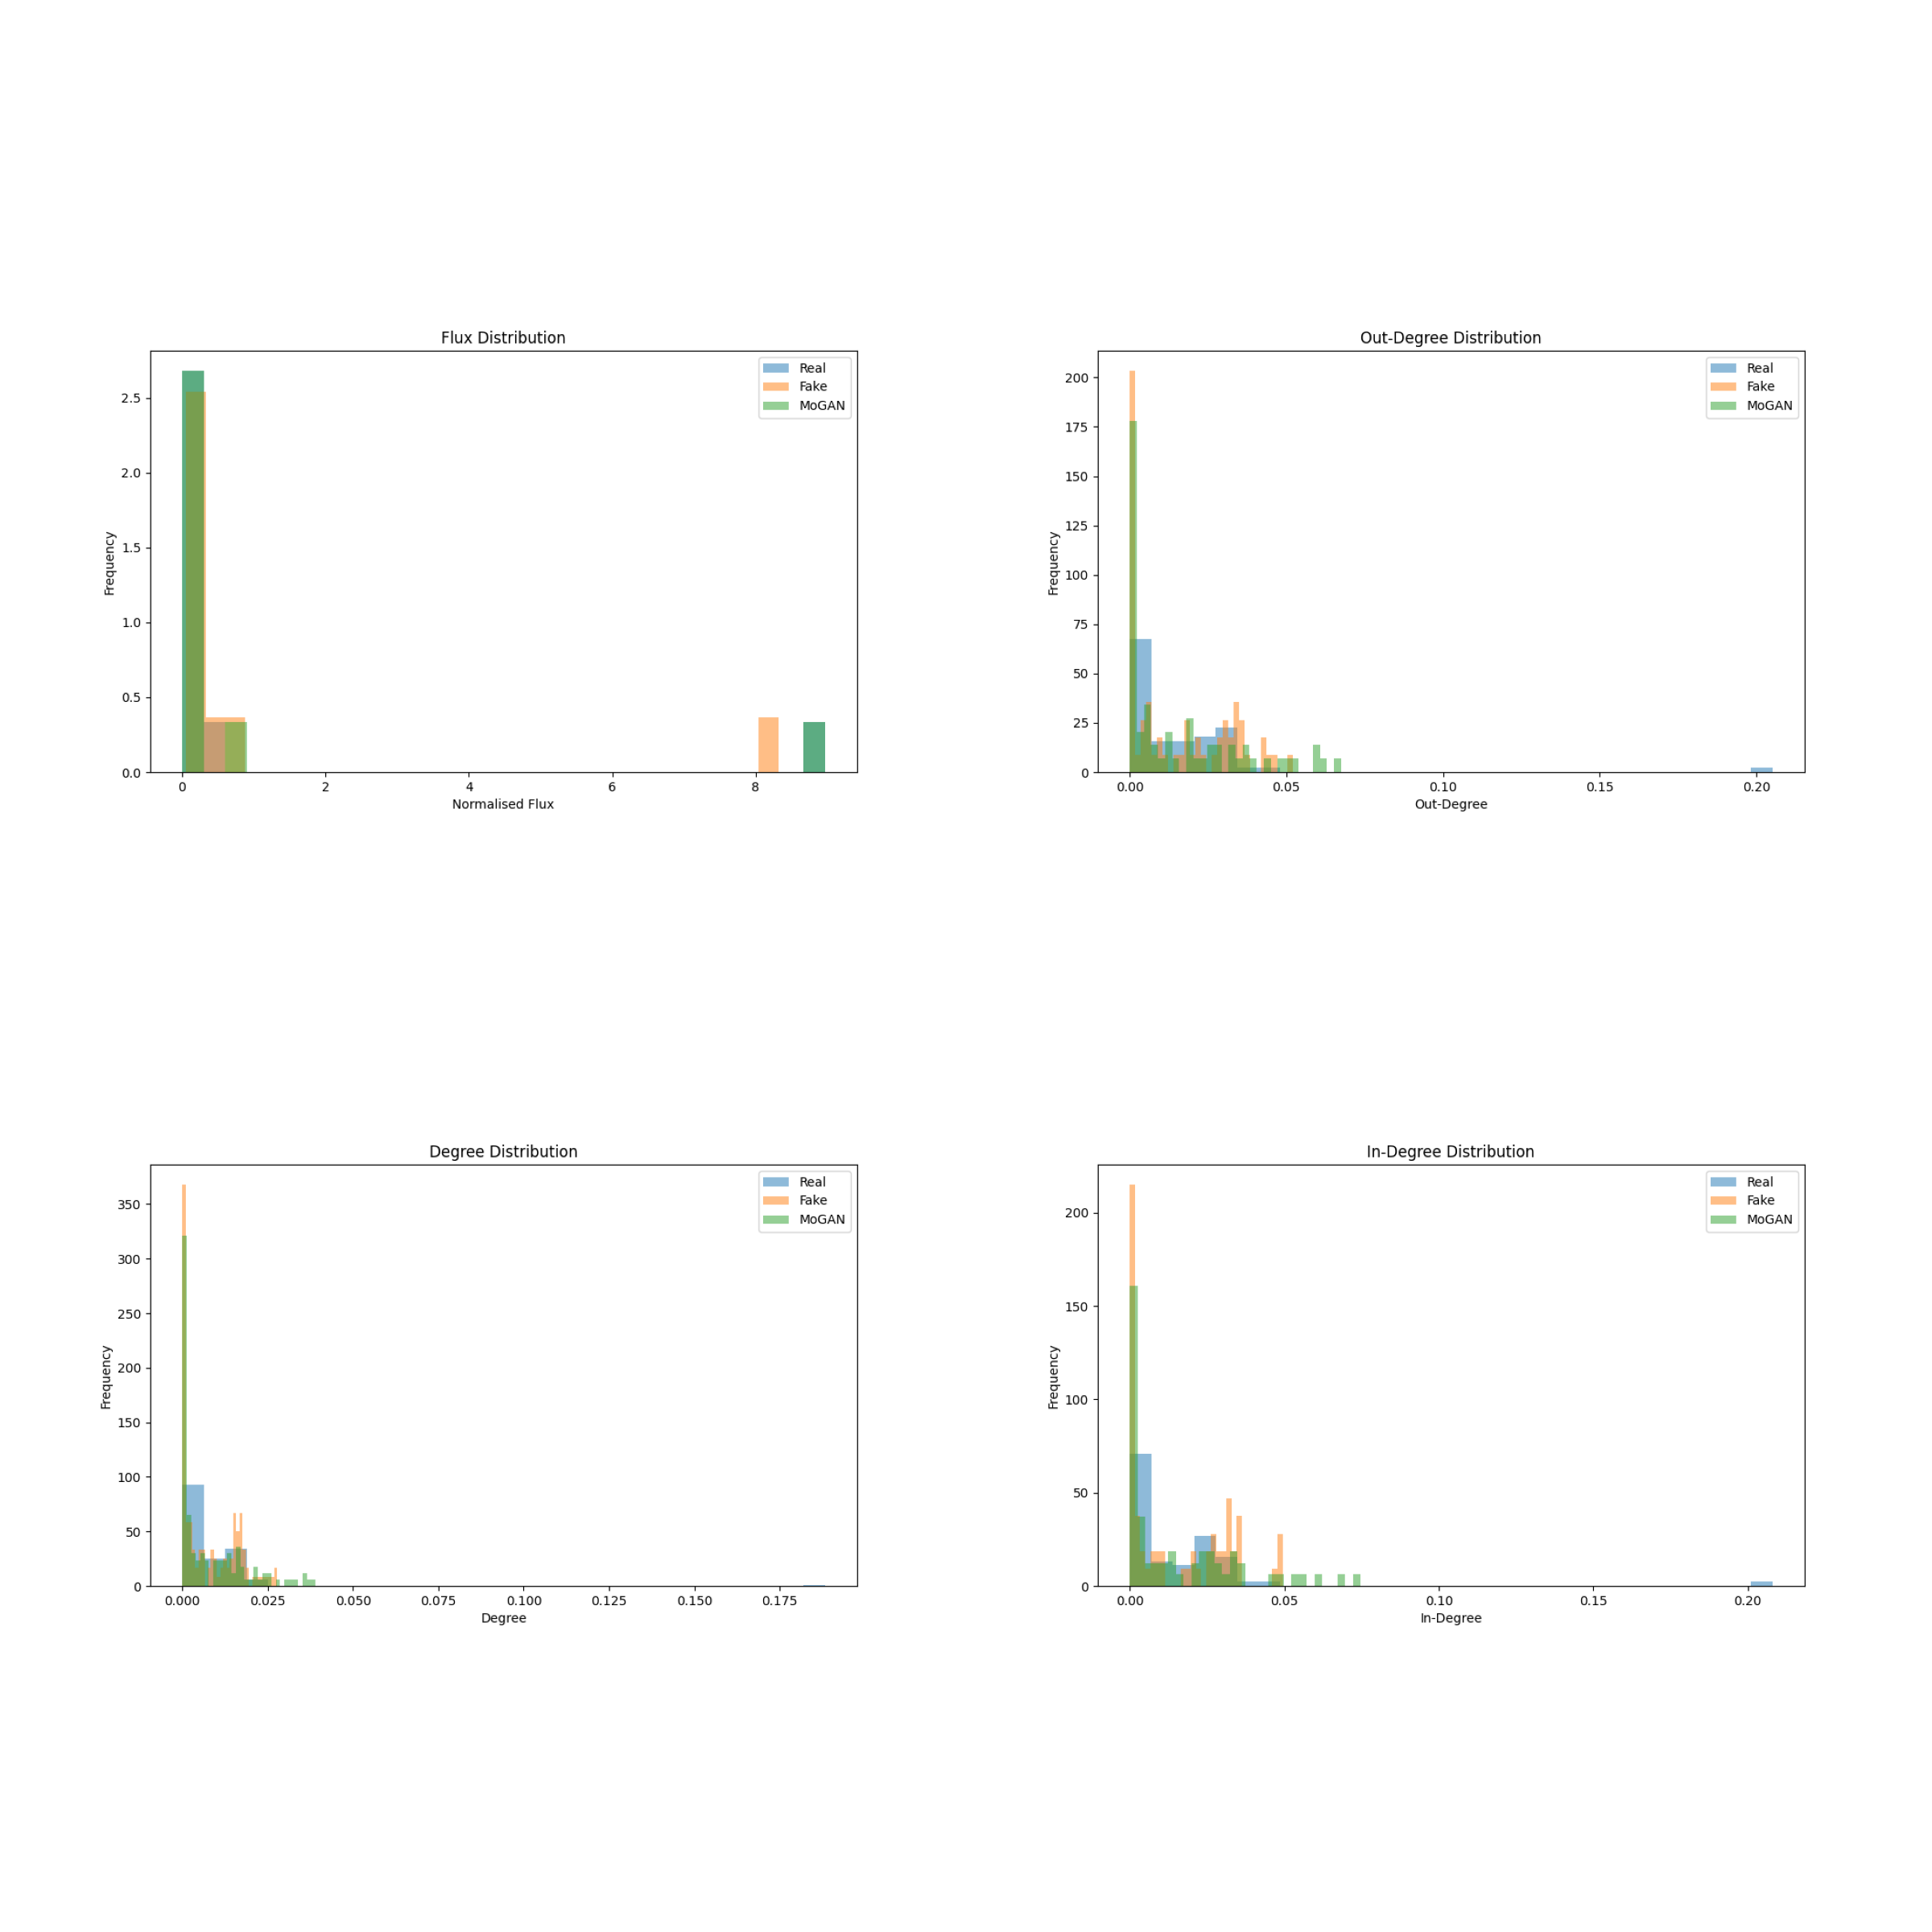 Flux Distribution
Real
Fake
MoGAN
2.5
2.0
1.5
1.0
0.5
0.0
Frequency
0 2 4 6 8
Normalised Flux
Out-Degree Distribution
Real
Fake
MoGAN
200
175
150
125
100
75
50
25
0
Frequency
0.00 0.05 0.10 0.15 0.20
Out-Degree
Degree Distribution
Real
Fake
MoGAN
350
300
250
200
150
100
50
0
Frequency
0.000 0.025 0.050 0.075 0.100 0.125 0.150 0.175
Degree
In-Degree Distribution
Real
Fake
MoGAN
200
150
100
50
0
Frequency
0.00 0.05 0.10 0.15 0.20
In-Degree